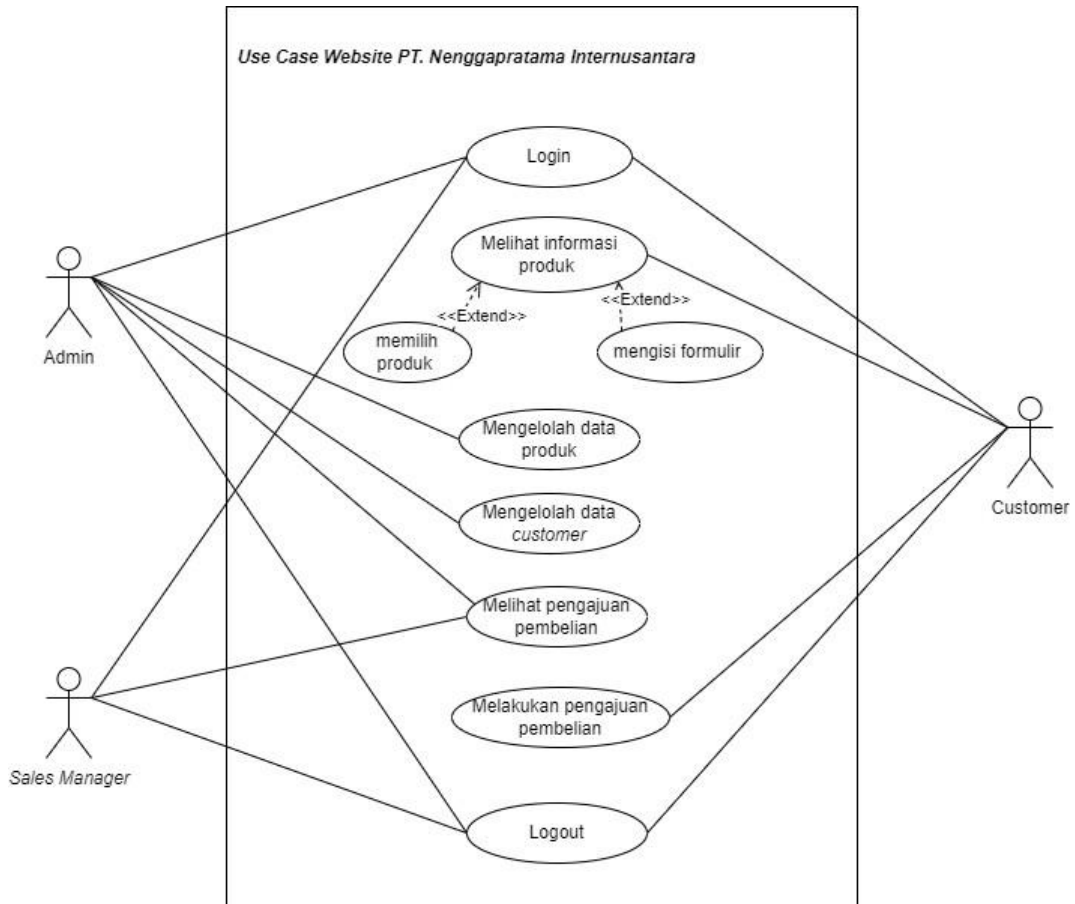 Use Case Website PT. Nenggapratama Internusantara
Login
Melihat informasi
produk
<<Extend>>
<<Extend>>
memilih
produk
mengisi formulir
Admin
Mengelolah data
produk
Mengelolah data
customer
Customer
Melihat pengajuan
pembelian
Melakukan pengajuan
pembelian
Sales Manager
Logout